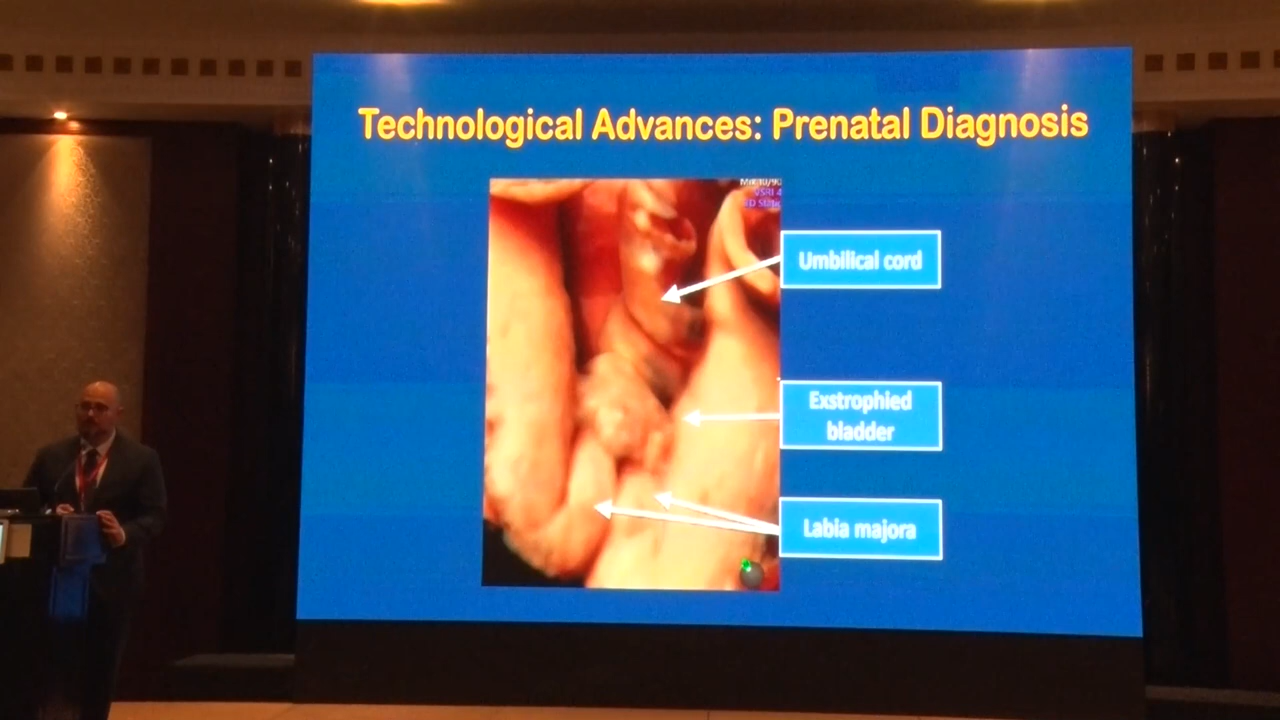 Technological Advances: Prenatal Diagnosis
Umbilical cord
Exstrophied
bladder
Labia majora